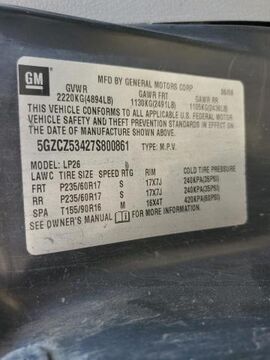 GM
MFD BY GENERAL MOTORS CORP 06/06
GVWR GAWR FRT GAWR RR
2220KG(4894LB) 1130KG(2491LB) 1105KG(2436LB)
THIS VEHICLE CONFORMS TO ALL APPLICABLE U.S. FEDERAL MOTOR
VEHICLE SAFETY AND THEFT PREVENTION STANDARDS IN EFFECT ON
THE DATE OF MANUFACTURE SHOWN ABOVE.
5GZCZ53427S800861 TYPE: M.P.V.
MODEL: LP26
LAWC TIRE SIZE SPEED RTG RIM COLD TIRE PRESSURE
FRT P235/60R17 S 17X7J 240KPA(35PSI)
RR P235/60R17 S 17X7J 240KPA(35PSI)
SPA T155/90R16 M 16X4T 420KPA(60PSI)
SEE OWNER'S MANUAL FOR ADDITIONAL INFORMATION.